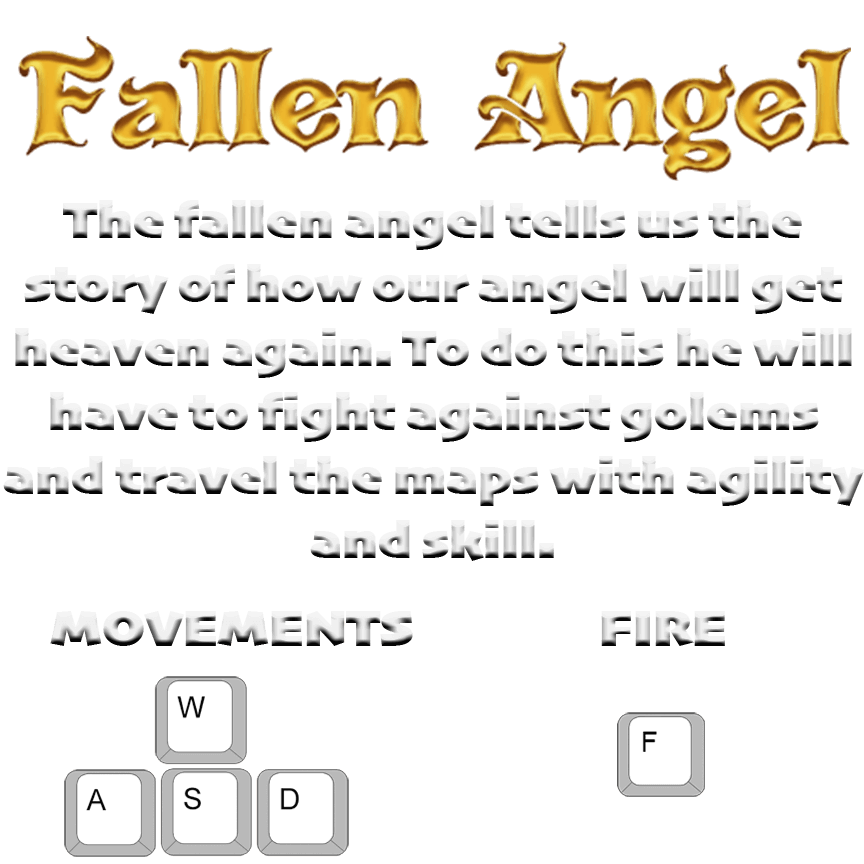 Fallen Angel
The fallen angel tells us the
story of how our angel will get
heaven again. To do this he will
have to fight against golems
and travel the maps with agility
and skill.
MOVEMENTS FIRE
W
F
A S D